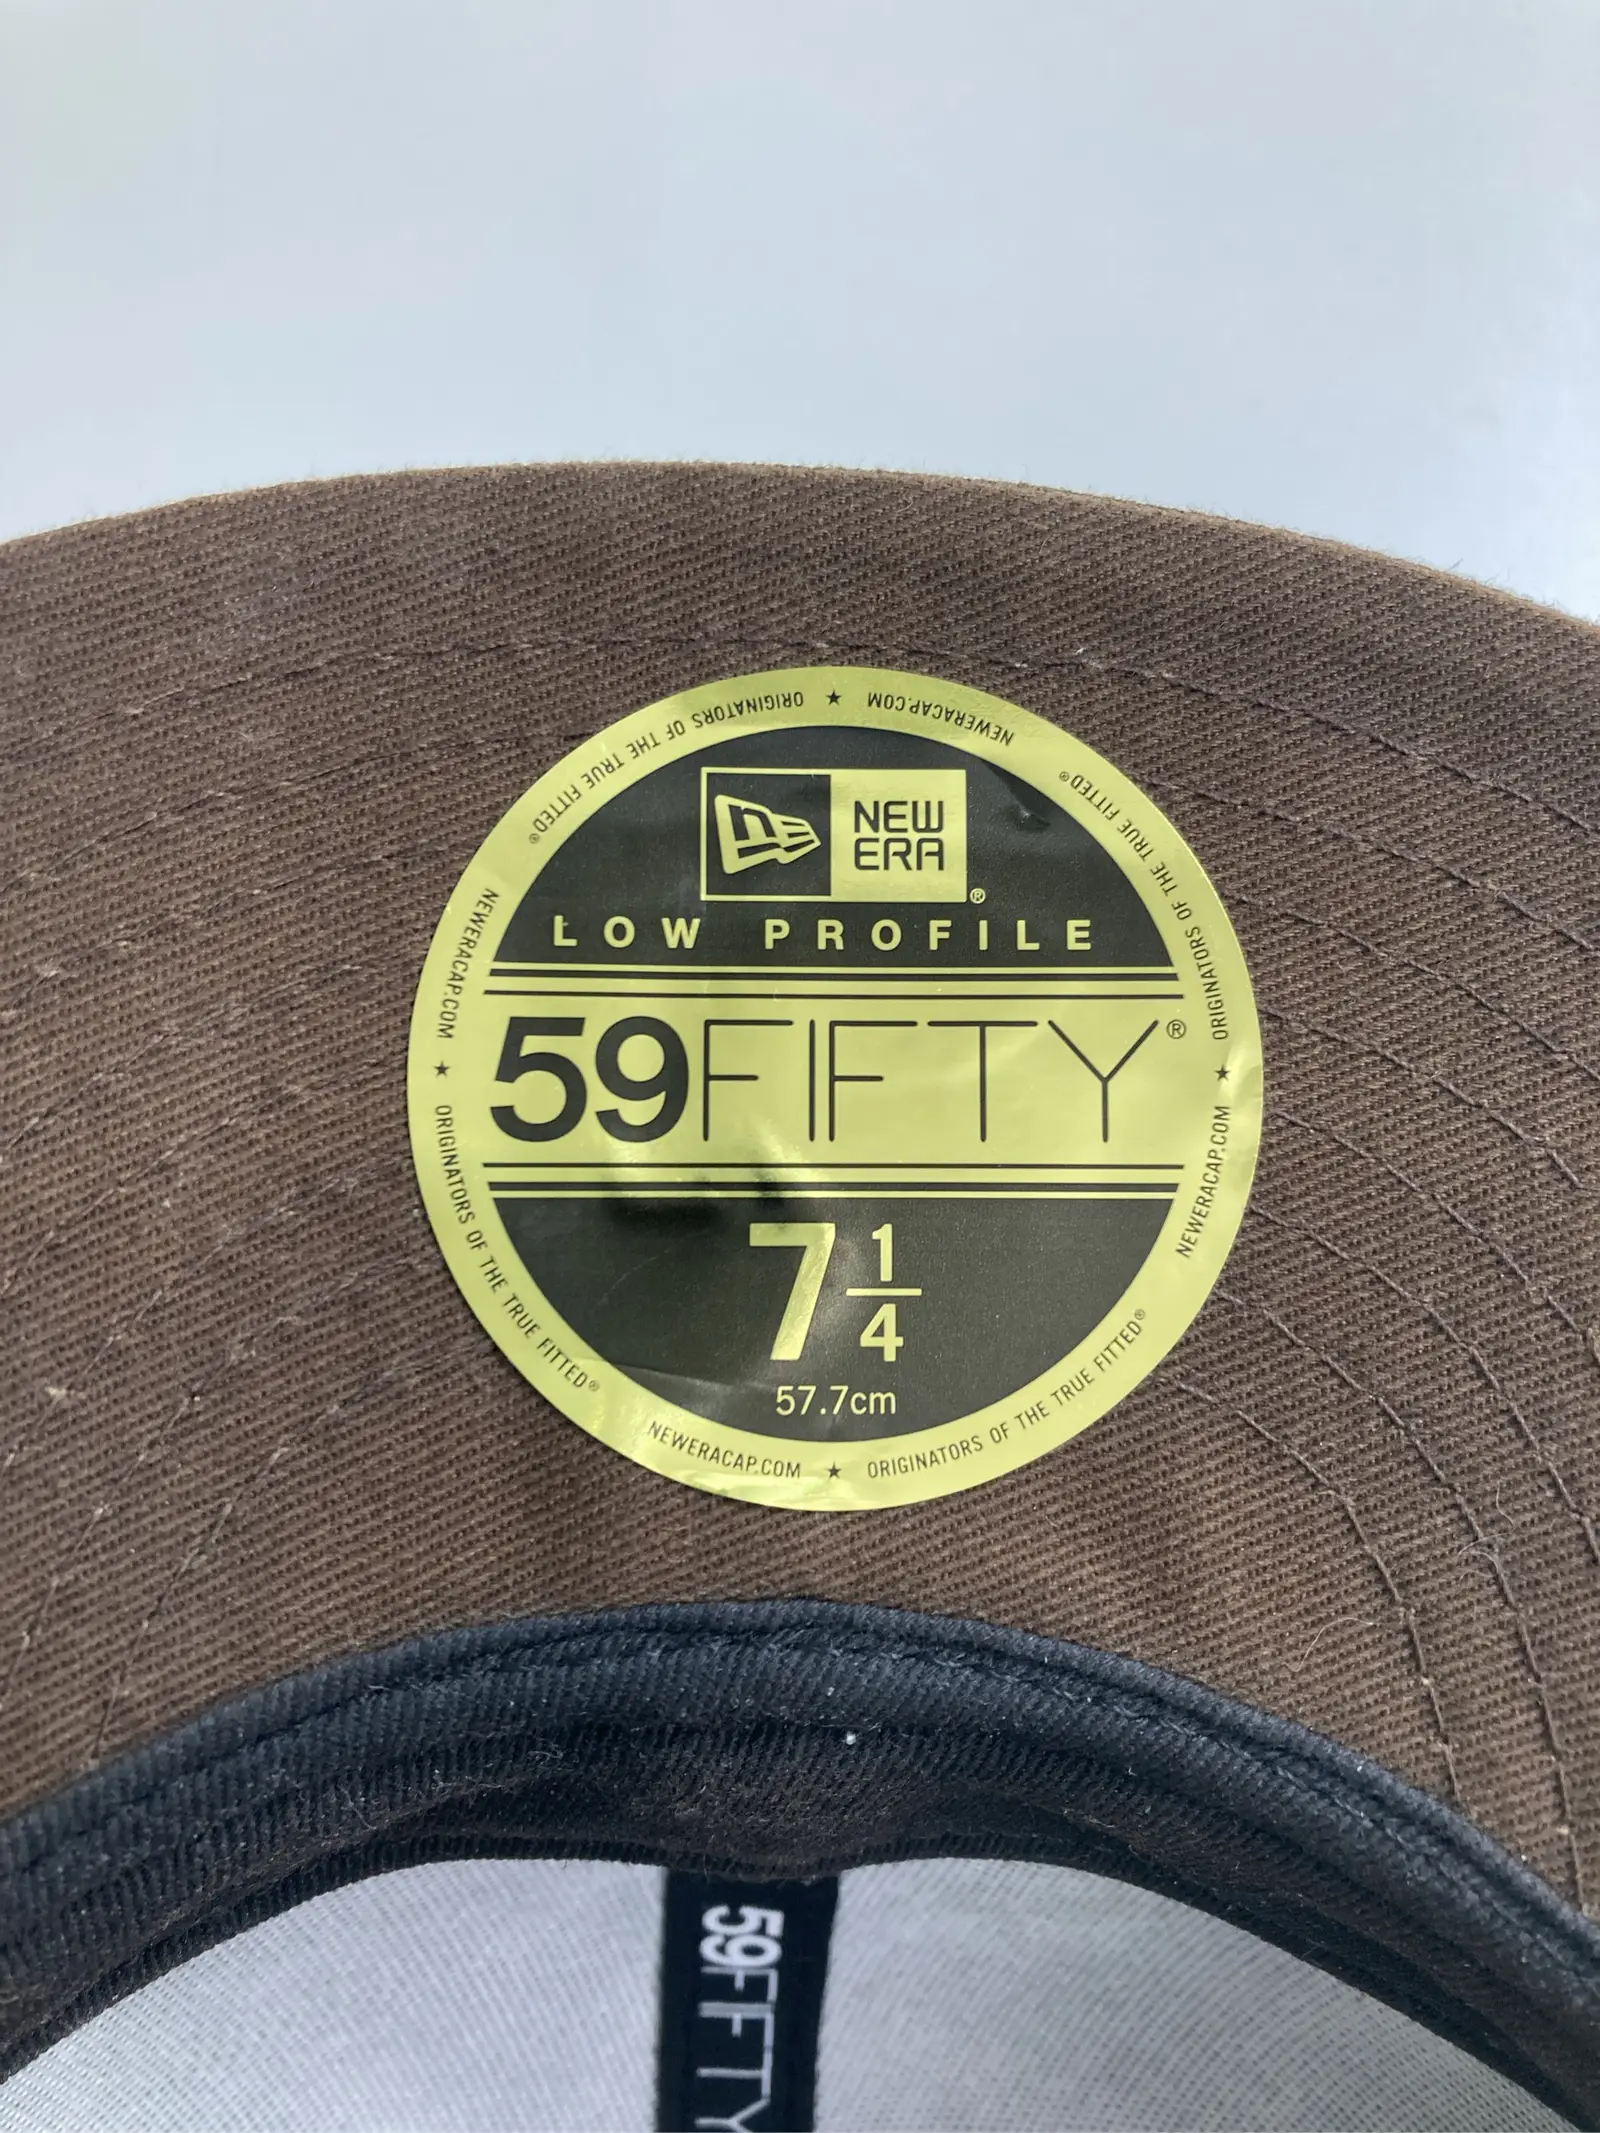 ne
NEW
ERA
®
LOW PROFILE
59FIFTY®
7 1/4
57.7cm
NEWERACAP.COM ★ ORIGINATORS OF THE TRUE FITTED®
NEWERACAP.COM ★ ORIGINATORS OF THE TRUE FITTED®
NEWERACAP.COM ★ ORIGINATORS OF THE TRUE FITTED®
NEWERACAP.COM ★ ORIGINATORS OF THE TRUE FITTED®
59FIFTY